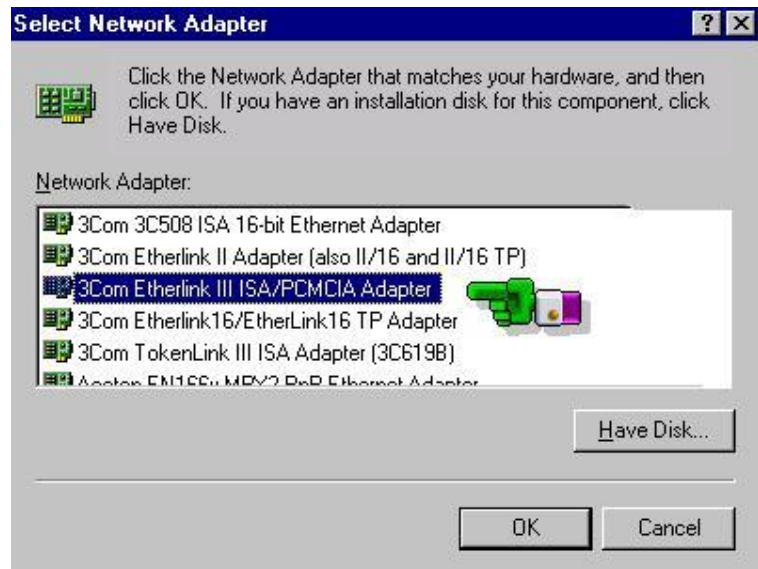 Select Network Adapter
Click the Network Adapter that matches your hardware, and then
click OK. If you have an installation disk for this component, click
Have Disk.
Network Adapter:
3Com 3C508 ISA 16-bit Ethernet Adapter
3Com Etherlink II Adapter (also II/16 and II/16 TP)
3Com Etherlink III ISA/PCMCIA Adapter
3Com Etherlink16/EtherLink16 TP Adapter
3Com TokenLink III ISA Adapter (3C619B)
Ethernet Adapter
Have Disk...
OK
Cancel